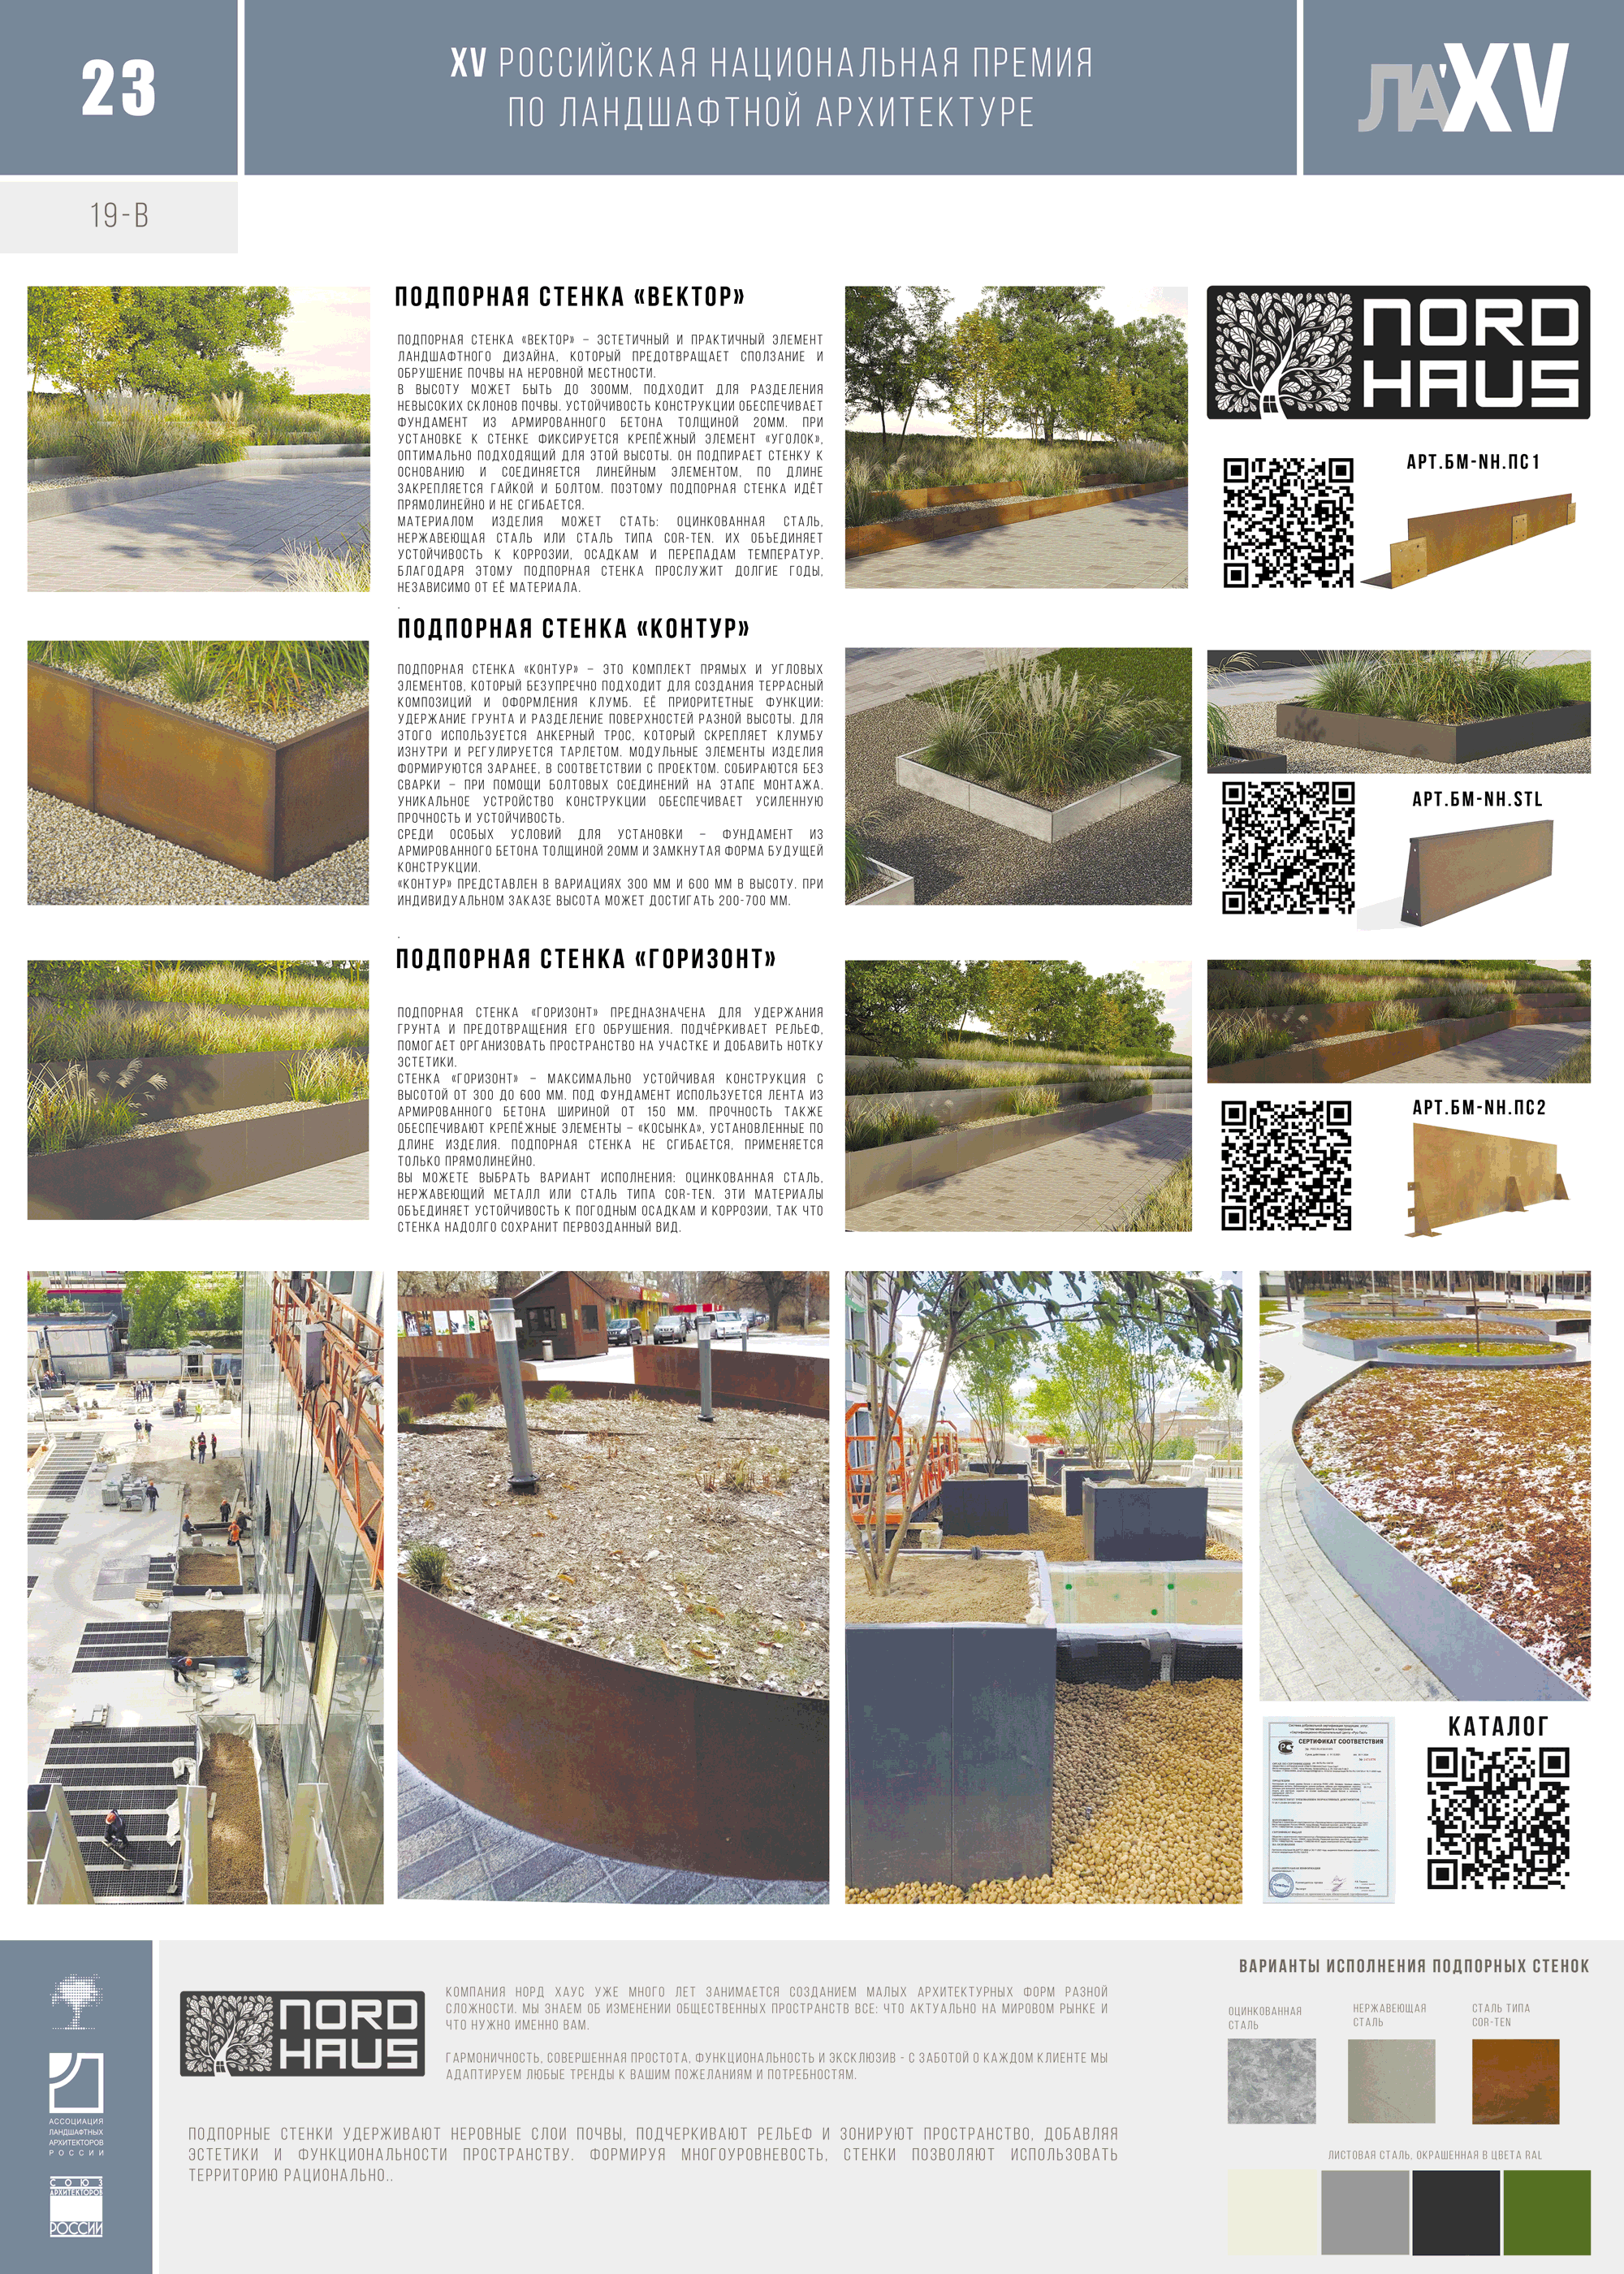 23
XV РОССИЙСКАЯ НАЦИОНАЛЬНАЯ ПРЕМИЯ
ПО ЛАНДШАФТНОЙ АРХИТЕКТУРЕ
ЛА'XV
19-В
ПОДПОРНАЯ СТЕНКА «ВЕКТОР»
ПОДПОРНАЯ СТЕНКА «ВЕКТОР» – ЭСТЕТИЧНЫЙ И ПРАКТИЧНЫЙ ЭЛЕМЕНТ
ЛАНДШАФТНОГО ДИЗАЙНА, КОТОРЫЙ ПРЕДОТВРАЩАЕТ СПОЛЗАНИЕ И
ОБРУШЕНИЕ ПОЧВЫ НА НЕРОВНОЙ МЕСТНОСТИ.
В ВЫСОТУ МОЖЕТ БЫТЬ ДО 300ММ, ПОДХОДИТ ДЛЯ РАЗДЕЛЕНИЯ
НЕВЫСОКИХ СКЛОНОВ ПОЧВЫ. УСТОЙЧИВОСТЬ КОНСТРУКЦИИ ОБЕСПЕЧИВАЕТ
ФУНДАМЕНТ ИЗ АРМИРОВАННОГО БЕТОНА ТОЛЩИНОЙ 20ММ. ПРИ
УСТАНОВКЕ К СТЕНКЕ ФИКСИРУЕТСЯ КРЕПЁЖНЫЙ ЭЛЕМЕНТ «УГОЛОК»,
ОПТИМАЛЬНО ПОДХОДЯЩИЙ ДЛЯ ЭТОЙ ВЫСОТЫ. ОН ПОДПИРАЕТ СТЕНКУ К
ОСНОВАНИЮ И СОЕДИНЯЕТСЯ ЛИНЕЙНЫМ ЭЛЕМЕНТОМ, ПО ДЛИНЕ
ЗАКРЕПЛЯЕТСЯ ГАЙКОЙ И БОЛТОМ. ПОЭТОМУ ПОДПОРНАЯ СТЕНКА ИДЁТ
ПРЯМОЛИНЕЙНО И НЕ СГИБАЕТСЯ.
МАТЕРИАЛОМ ИЗДЕЛИЯ МОЖЕТ СТАТЬ: ОЦИНКОВАННАЯ СТАЛЬ,
НЕРЖАВЕЮЩАЯ СТАЛЬ ИЛИ СТАЛЬ ТИПА COR-TEN. ИХ ОБЪЕДИНЯЕТ
УСТОЙЧИВОСТЬ К КОРРОЗИИ, ОСАДКАМ И ПЕРЕПАДАМ ТЕМПЕРАТУР.
БЛАГОДАРЯ ЭТОМУ ПОДПОРНАЯ СТЕНКА ПРОСЛУЖИТ ДОЛГИЕ ГОДЫ,
НЕЗАВИСИМО ОТ ЕЁ МАТЕРИАЛА.
.
NORD
HAUS
АРТ.БМ-NH.ПС1
ПОДПОРНАЯ СТЕНКА «КОНТУР»
ПОДПОРНАЯ СТЕНКА «КОНТУР» – ЭТО КОМПЛЕКТ ПРЯМЫХ И УГЛОВЫХ
ЭЛЕМЕНТОВ, КОТОРЫЙ БЕЗУПРЕЧНО ПОДХОДИТ ДЛЯ СОЗДАНИЯ ТЕРРАСНЫЙ
КОМПОЗИЦИЙ И ОФОРМЛЕНИЯ КЛУМБ. ЕЁ ПРИОРИТЕТНЫЕ ФУНКЦИИ:
УДЕРЖАНИЕ ГРУНТА И РАЗДЕЛЕНИЕ ПОВЕРХНОСТЕЙ РАЗНОЙ ВЫСОТЫ. ДЛЯ
ЭТОГО ИСПОЛЬЗУЕТСЯ АНКЕРНЫЙ ТРОС, КОТОРЫЙ СКРЕПЛЯЕТ КЛУМБУ
ИЗНУТРИ И РЕГУЛИРУЕТСЯ ТАРЛЕТОМ. МОДУЛЬНЫЕ ЭЛЕМЕНТЫ ИЗДЕЛИЯ
ФОРМИРУЮТСЯ ЗАРАНЕЕ, В СООТВЕТСТВИИ С ПРОЕКТОМ. СОБИРАЮТСЯ БЕЗ
СВАРКИ – ПРИ ПОМОЩИ БОЛТОВЫХ СОЕДИНЕНИЙ НА ЭТАПЕ МОНТАЖА.
УНИКАЛЬНОЕ УСТРОЙСТВО КОНСТРУКЦИИ ОБЕСПЕЧИВАЕТ УСИЛЕННУЮ
ПРОЧНОСТЬ И УСТОЙЧИВОСТЬ.
СРЕДИ ОСОБЫХ УСЛОВИЙ ДЛЯ УСТАНОВКИ – ФУНДАМЕНТ ИЗ
АРМИРОВАННОГО БЕТОНА ТОЛЩИНОЙ 20ММ И ЗАМКНУТАЯ ФОРМА БУДУЩЕЙ
КОНСТРУКЦИИ.
«КОНТУР» ПРЕДСТАВЛЕН В ВАРИАЦИЯХ 300 ММ И 600 ММ В ВЫСОТУ. ПРИ
ИНДИВИДУАЛЬНОМ ЗАКАЗЕ ВЫСОТА МОЖЕТ ДОСТИГАТЬ 200-700 ММ.
.
АРТ.БМ-NH.STL
ПОДПОРНАЯ СТЕНКА «ГОРИЗОНТ»
ПОДПОРНАЯ СТЕНКА «ГОРИЗОНТ» ПРЕДНАЗНАЧЕНА ДЛЯ УДЕРЖАНИЯ
ГРУНТА И ПРЕДОТВРАЩЕНИЯ ЕГО ОБРУШЕНИЯ. ПОДЧЁРКИВАЕТ РЕЛЬЕФ,
ПОМОГАЕТ ОРГАНИЗОВАТЬ ПРОСТРАНСТВО НА УЧАСТКЕ И ДОБАВИТЬ НОТКУ
ЭСТЕТИКИ.
СТЕНКА «ГОРИЗОНТ» – МАКСИМАЛЬНО УСТОЙЧИВАЯ КОНСТРУКЦИЯ С
ВЫСОТОЙ ОТ 300 ДО 600 ММ. ПОД ФУНДАМЕНТ ИСПОЛЬЗУЕТСЯ ЛЕНТА ИЗ
АРМИРОВАННОГО БЕТОНА ШИРИНОЙ ОТ 150 ММ. ПРОЧНОСТЬ ТАКЖЕ
ОБЕСПЕЧИВАЮТ КРЕПЁЖНЫЕ ЭЛЕМЕНТЫ – «КОСЫНКА», УСТАНОВЛЕННЫЕ ПО
ДЛИНЕ ИЗДЕЛИЯ. ПОДПОРНАЯ СТЕНКА НЕ СГИБАЕТСЯ, ПРИМЕНЯЕТСЯ
ТОЛЬКО ПРЯМОЛИНЕЙНО.
ВЫ МОЖЕТЕ ВЫБРАТЬ ВАРИАНТ ИСПОЛНЕНИЯ: ОЦИНКОВАННАЯ СТАЛЬ,
НЕРЖАВЕЮЩИЙ МЕТАЛЛ ИЛИ СТАЛЬ ТИПА COR-TEN. ЭТИ МАТЕРИАЛЫ
ОБЪЕДИНЯЕТ УСТОЙЧИВОСТЬ К ПОГОДНЫМ ОСАДКАМ И КОРРОЗИИ, ТАК ЧТО
СТЕНКА НАДОЛГО СОХРАНИТ ПЕРВОЗДАННЫЙ ВИД.
АРТ.БМ-NH.ПС2
СЕРТИФИКАТ СООТВЕТСТВИЯ
КАТАЛОГ
АССОЦИАЦИЯ
ЛАНДШАФТНЫХ
АРХИТЕКТОРОВ
РОССИИ
СОЮЗ
АРХИТЕКТОРОВ
РОССИИ
NORD
HAUS
КОМПАНИЯ НОРД ХАУС УЖЕ МНОГО ЛЕТ ЗАНИМАЕТСЯ СОЗДАНИЕМ МАЛЫХ АРХИТЕКТУРНЫХ ФОРМ РАЗНОЙ
СЛОЖНОСТИ. МЫ ЗНАЕМ ОБ ИЗМЕНЕНИИ ОБЩЕСТВЕННЫХ ПРОСТРАНСТВ ВСЕ: ЧТО АКТУАЛЬНО НА МИРОВОМ РЫНКЕ И
ЧТО НУЖНО ИМЕННО ВАМ.
ГАРМОНИЧНОСТЬ, СОВЕРШЕННАЯ ПРОСТОТА, ФУНКЦИОНАЛЬНОСТЬ И ЭКСКЛЮЗИВ - С ЗАБОТОЙ О КАЖДОМ КЛИЕНТЕ МЫ
АДАПТИРУЕМ ЛЮБЫЕ ТРЕНДЫ К ВАШИМ ПОЖЕЛАНИЯМ И ПОТРЕБНОСТЯМ.
ПОДПОРНЫЕ СТЕНКИ УДЕРЖИВАЮТ НЕРОВНЫЕ СЛОИ ПОЧВЫ, ПОДЧЕРКИВАЮТ РЕЛЬЕФ И ЗОНИРУЮТ ПРОСТРАНСТВО, ДОБАВЛЯЯ
ЭСТЕТИКИ И ФУНКЦИОНАЛЬНОСТИ ПРОСТРАНСТВУ. ФОРМИРУЯ МНОГОУРОВНЕВОСТЬ, СТЕНКИ ПОЗВОЛЯЮТ ИСПОЛЬЗОВАТЬ
ТЕРРИТОРИЮ РАЦИОНАЛЬНО..
ВАРИАНТЫ ИСПОЛНЕНИЯ ПОДПОРНЫХ СТЕНОК
ОЦИНКОВАННАЯ
СТАЛЬ
НЕРЖАВЕЮЩАЯ
СТАЛЬ
СТАЛЬ ТИПА
COR-TEN
ЛИСТОВАЯ СТАЛЬ, ОКРАШЕННАЯ В ЦВЕТА RAL